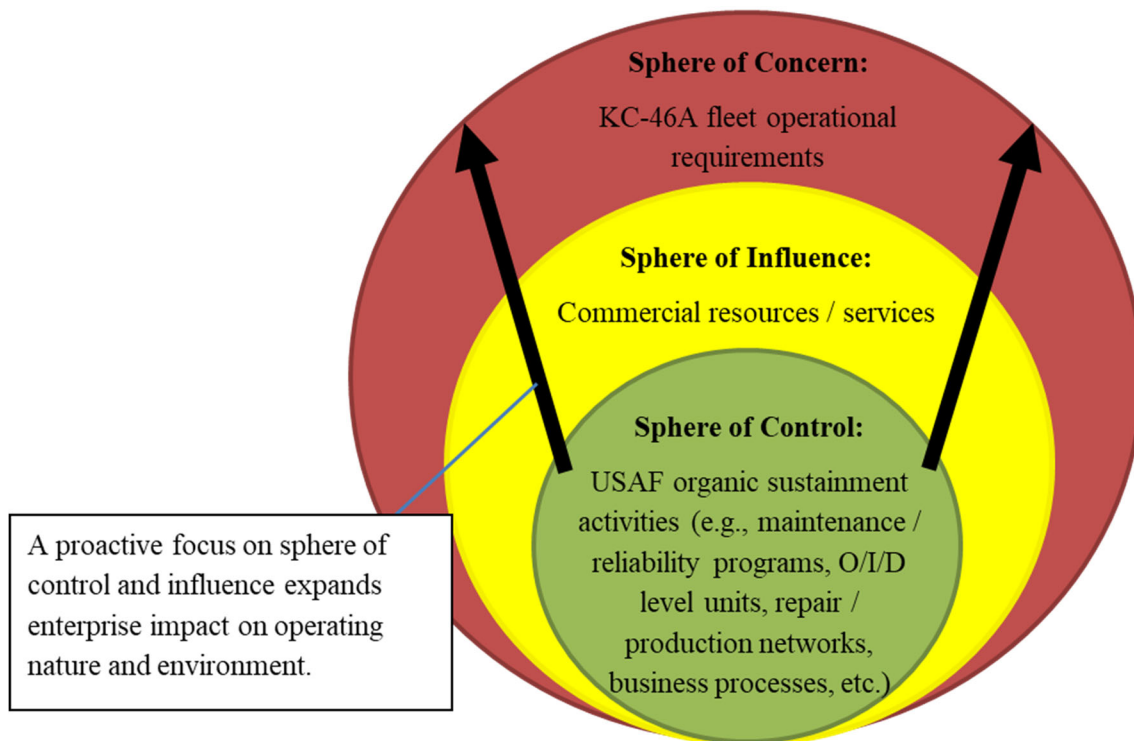 Sphere of Concern:
KC-46A fleet operational
requirements
Sphere of Influence:
Commercial resources / services
Sphere of Control:
USAF organic sustainment
activities (e.g., maintenance /
reliability programs, O/I/D
level units, repair /
production networks,
business processes, etc.)
A proactive focus on sphere of
control and influence expands
enterprise impact on operating
nature and environment.